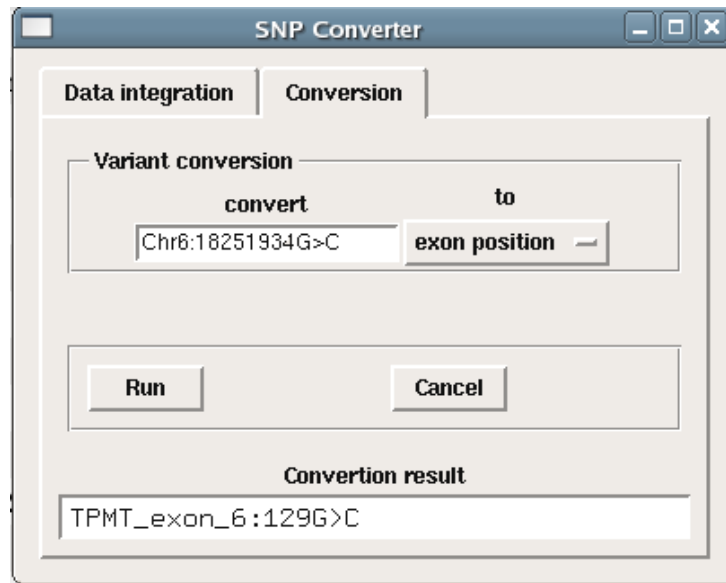 SNP Converter
Data integration
Conversion
Variant conversion
convert
to
Chr6:18251934G>C
exon position
Run
Cancel
Convertion result
TPMT_exon_6:129G>C